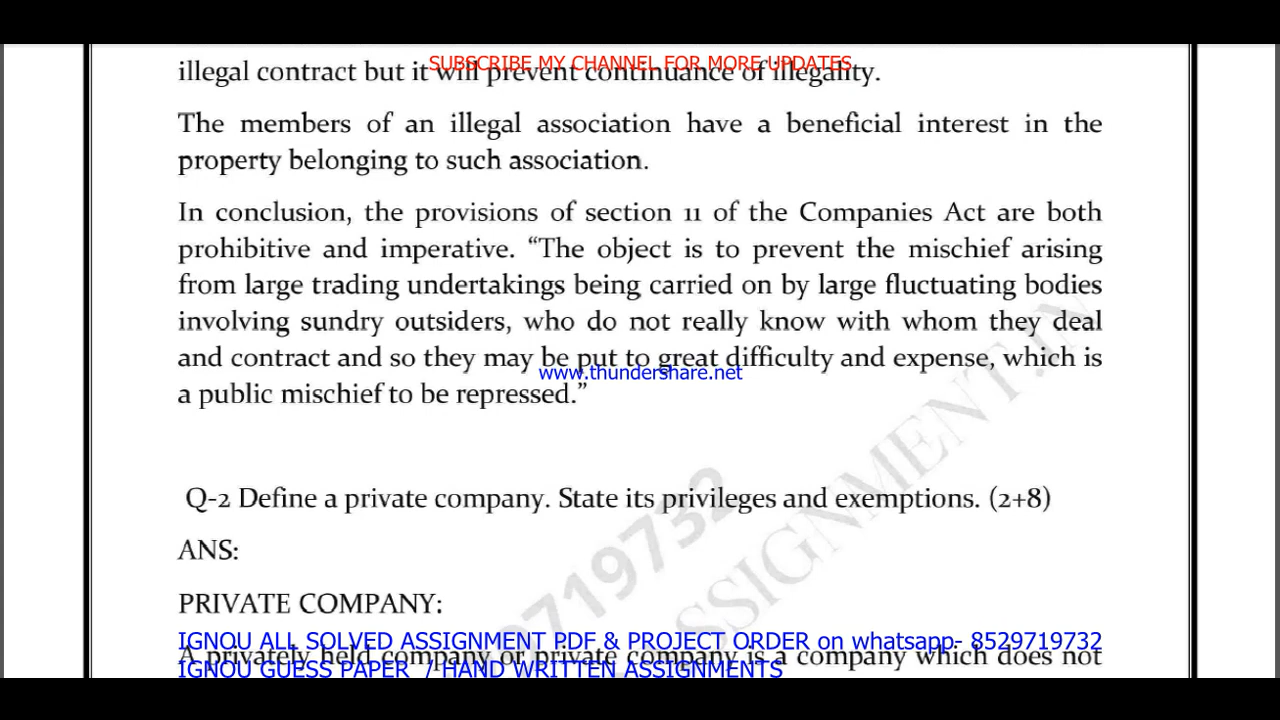 SUBSCRIBE MY CHANNEL FOR MORE UPDATES
illegal contract but it will prevent continuance of illegality.
The members of an illegal association have a beneficial interest in the
property belonging to such association.
In conclusion, the provisions of section 11 of the Companies Act are both
prohibitive and imperative. “The object is to prevent the mischief arising
from large trading undertakings being carried on by large fluctuating bodies
involving sundry outsiders, who do not really know with whom they deal
and contract and so they may be put to great difficulty and expense, which is
www.thundershare.net
a public mischief to be repressed.”
Q-2 Define a private company. State its privileges and exemptions. (2+8)
ANS:
PRIVATE COMPANY:
IGNOU ALL SOLVED ASSIGNMENT PDF & PROJECT ORDER on whatsapp- 8529719732
A privately held company or private company is a company which does not
IGNOU GUESS PAPER / HAND WRITTEN ASSIGNMENTS
9719732
SSIGNMENT.IN